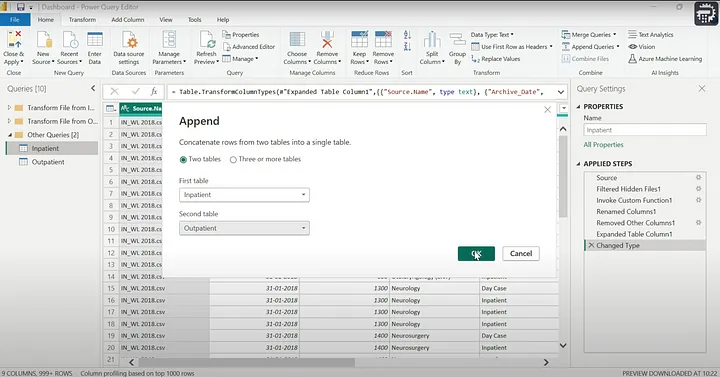 Dashboard - Power Query Editor
File Home Transform Add Column View Tools Help
Close & Apply
New Source
Recent Sources
Enter Data
Data source settings
Manage Parameters
Refresh Preview
Properties
Advanced Editor
Manage
Choose Columns
Remove Columns
Keep Rows
Remove Rows
Split Column
Group By
Data Type: Text
Use First Row as Headers
Replace Values
Merge Queries
Append Queries
Combine Files
Text Analytics
Vision
Azure Machine Learning
Close New Query Data Sources Parameters Query Manage Columns Reduce Rows Sort Transform Combine AI Insights
Queries [10]
Transform File from I...
Transform File from O...
Other Queries [2]
Inpatient
Outpatient
= Table.TransformColumnTypes(#"Expanded Table Column1",{{"Source.Name", type text}, {"Archive_Date",
Source.Na
1 IN_WL 2018.cs
2 IN_WL 2018.cs
3 IN_WL 2018.cs
4 IN_WL 2018.cs
5 IN_WL 2018.cs
6 IN_WL 2018.cs
7 IN_WL 2018.cs
8 IN_WL 2018.cs
9 IN_WL 2018.cs
10 IN_WL 2018.cs
11 IN_WL 2018.cs
12 IN_WL 2018.cs
13 IN_WL 2018.cs
Append
Concatenate rows from two tables into a single table.
Two tables Three or more tables
First table
Inpatient
Second table
Outpatient
OK Cancel
14 IN_WL 2018.csv
15 IN_WL 2018.csv 31-01-2018 1300 Neurology Day Case
16 IN_WL 2018.csv 31-01-2018 1300 Neurology Inpatient
17 IN_WL 2018.csv 31-01-2018 1300 Neurology Inpatient
18 IN_WL 2018.csv 31-01-2018 1300 Neurology Inpatient
19 IN_WL 2018.csv 31-01-2018 1400 Neurosurgery Day Case
20 IN_WL 2018.csv 31-01-2018 1400 Neurosurgery Inpatient
21
Query Settings
PROPERTIES
Name
Inpatient
All Properties
APPLIED STEPS
Source
Filtered Hidden Files1
Invoke Custom Function1
Renamed Columns1
Removed Other Columns1
Expanded Table Column1
Changed Type
9 COLUMNS, 999+ ROWS Column profiling based on top 1000 rows PREVIEW DOWNLOADED AT 10:22